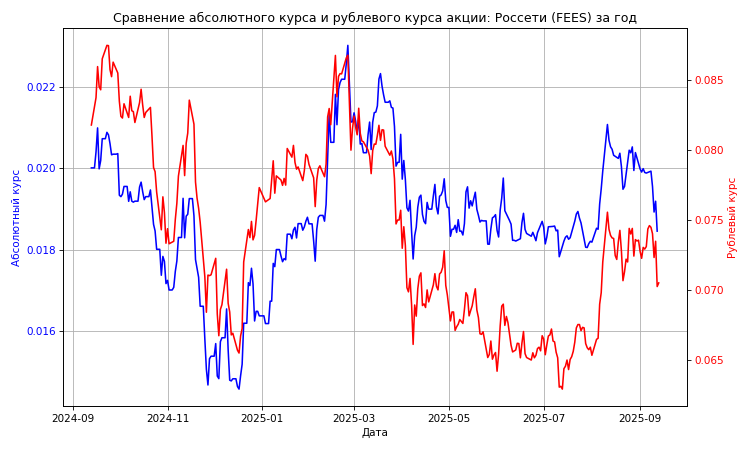 Сравнение абсолютного курса и рублевого курса акции: Россети (FEES) за год
Абсолютный курс
0.022
0.020
0.018
0.016
0.085
0.080
0.075
0.070
0.065
Рублевый курс
2024-09 2024-11 2025-01 2025-03 2025-05 2025-07 2025-09
Дата